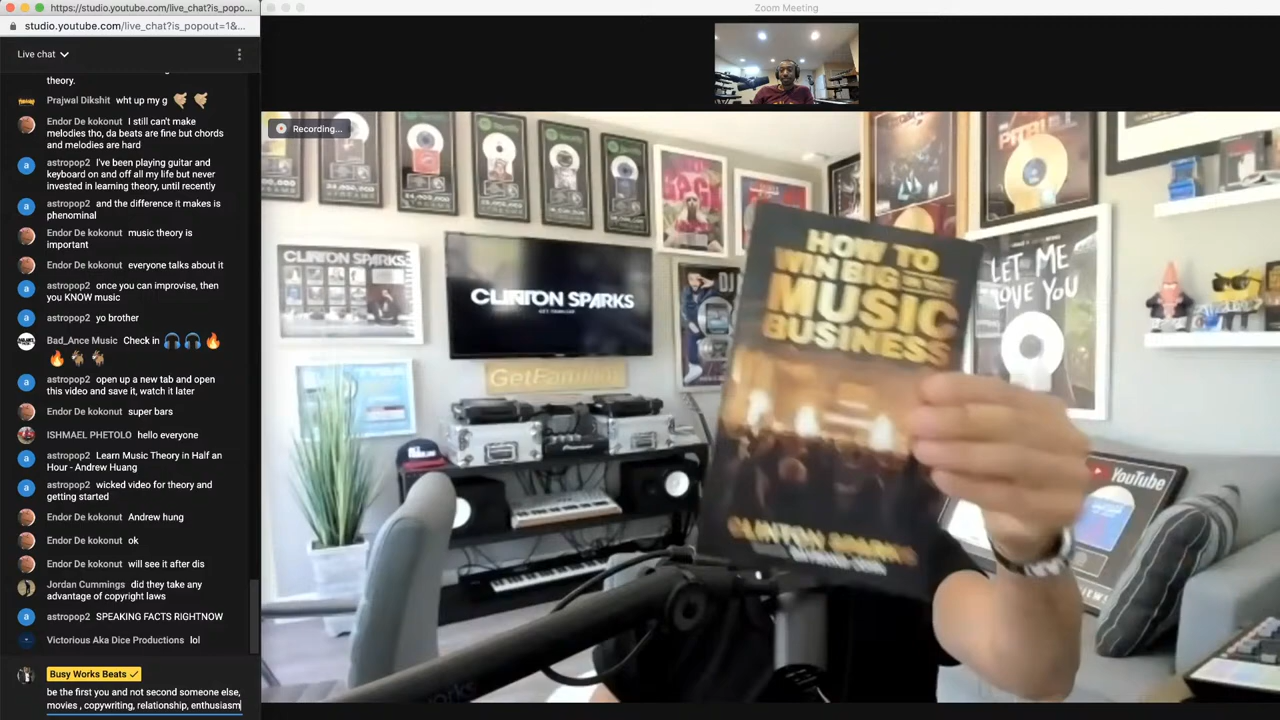 https://studio.youtube.com/live_chat?is_popo...
studio.youtube.com/live_chat?is_popout=1&...
Live chat
theory.
Prajwal Dikshit wht up my g
Endor De kokonut I still can't make
melodies tho, da beats are fine but chords
and melodies are hard
astropop2 I've been playing guitar and
keyboard on and off all my life but never
invested in learning theory, until recently
astropop2 and the difference it makes is
phenominal
Endor De kokonut music theory is
important
Endor De kokonut everyone talks about it
astropop2 once you can improvise, then
you KNOW music
astropop2 yo brother
Bad_Ance Music Check in
astropop2 open up a new tab and open
this video and save it, watch it later
Endor De kokonut super bars
ISHMAEL PHETOLO hello everyone
astropop2 Learn Music Theory in Half an
Hour - Andrew Huang
astropop2 wicked video for theory and
getting started
Endor De kokonut Andrew hung
Endor De kokonut ok
Endor De kokonut will see it after dis
Jordan Cummings did they take any
advantage of copyright laws
astropop2 SPEAKING FACTS RIGHTNOW
Victorious Aka Dice Productions lol
Busy Works Beats
be the first you and not second someone else,
movies , copywriting, relationship, enthusiasm
Zoom Meeting
Recording...
CLINTON SPARKS
CLINTON SPARKS
GetFamiliar
DJ
HOW TO
WIN BIG IN THE
MUSIC
BUSINESS
CLINTON SPARKS
PITBULL
LET ME
LOVE YOU
YouTube